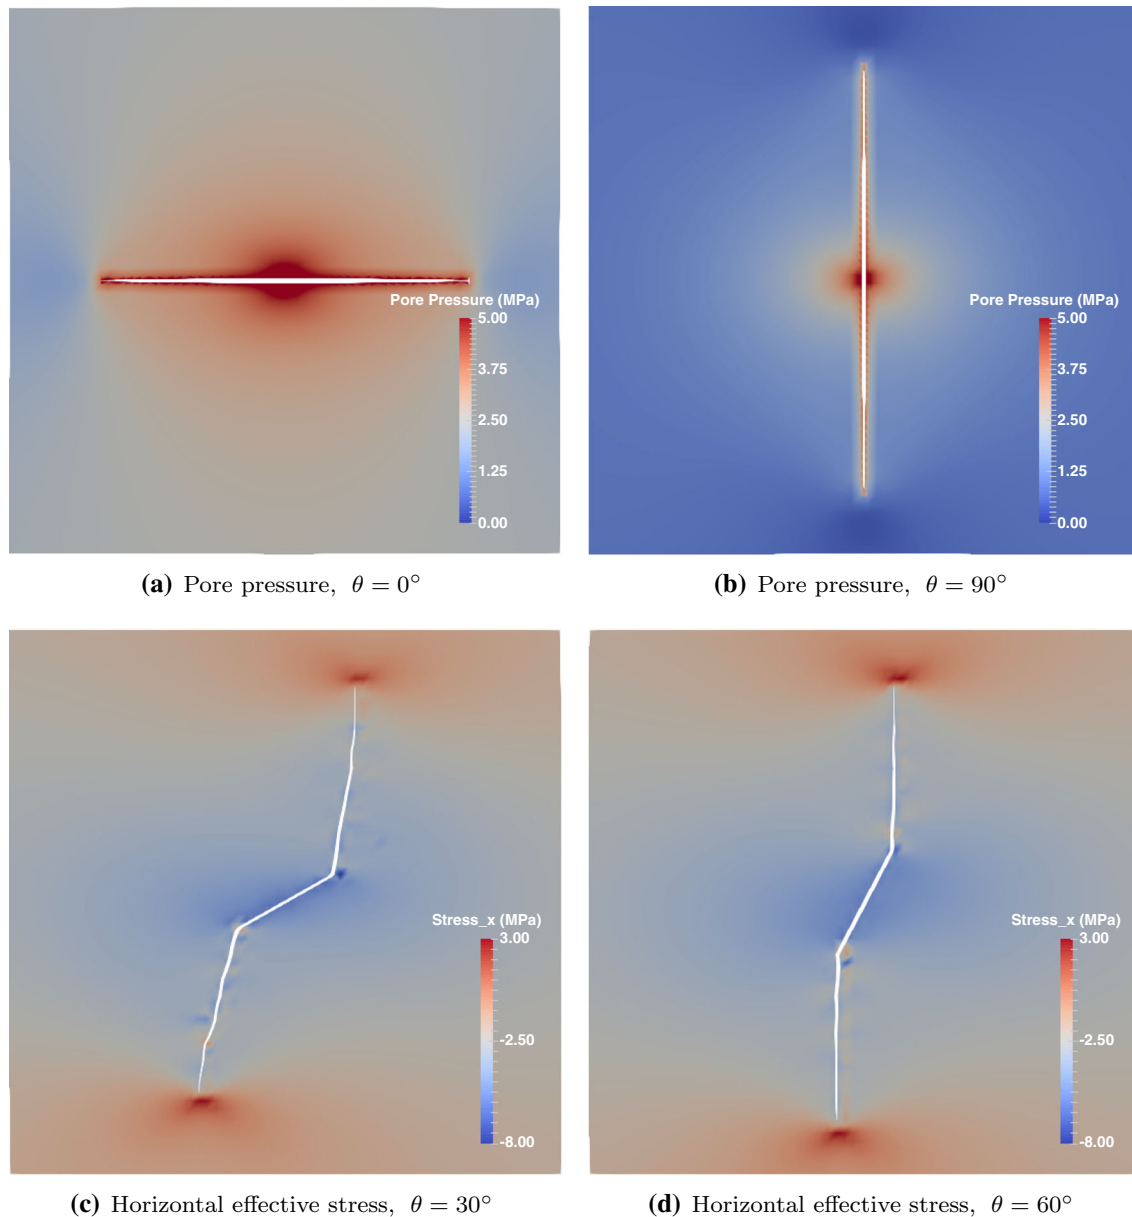 Pore Pressure (MPa)
5.00
3.75
2.50
1.25
0.00
Pore Pressure (MPa)
5.00
3.75
2.50
1.25
0.00
(a) Pore pressure, θ = 0°
(b) Pore pressure, θ = 90°
Stress_x (MPa)
3.00
-2.50
-8.00
Stress_x (MPa)
3.00
-2.50
-8.00
(c) Horizontal effective stress, θ = 30°
(d) Horizontal effective stress, θ = 60°